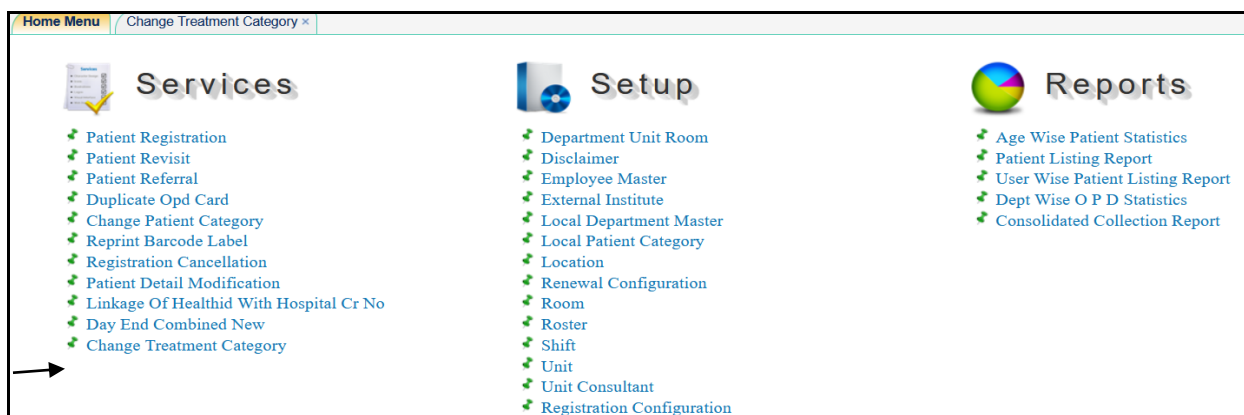 Home Menu
Change Treatment Category ×
Services
Patient Registration
Patient Revisit
Patient Referral
Duplicate Opd Card
Change Patient Category
Reprint Barcode Label
Registration Cancellation
Patient Detail Modification
Linkage Of Healthid With Hospital Cr No
Day End Combined New
Change Treatment Category
Setup
Department Unit Room
Disclaimer
Employee Master
External Institute
Local Department Master
Local Patient Category
Location
Renewal Configuration
Room
Roster
Shift
Unit
Unit Consultant
Registration Configuration
Reports
Age Wise Patient Statistics
Patient Listing Report
User Wise Patient Listing Report
Dept Wise O P D Statistics
Consolidated Collection Report